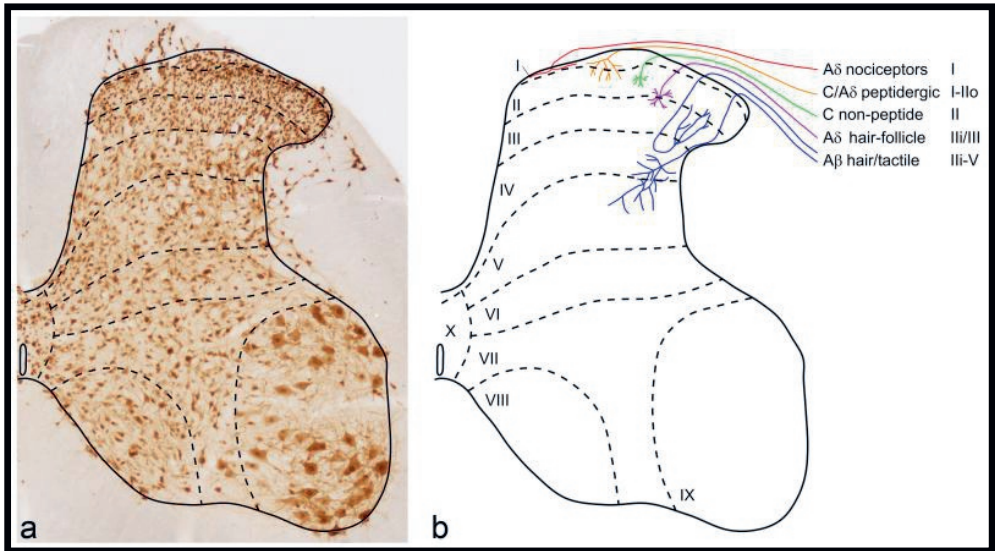 I
II
III
IV
V
VI
X
VII
VIII
IX
Aδ nociceptors I
C/Aδ peptidergic I-IIo
C non-peptide II
Aδ hair-follicle IIi/III
Aβ hair/tactile IIi-V
a
b